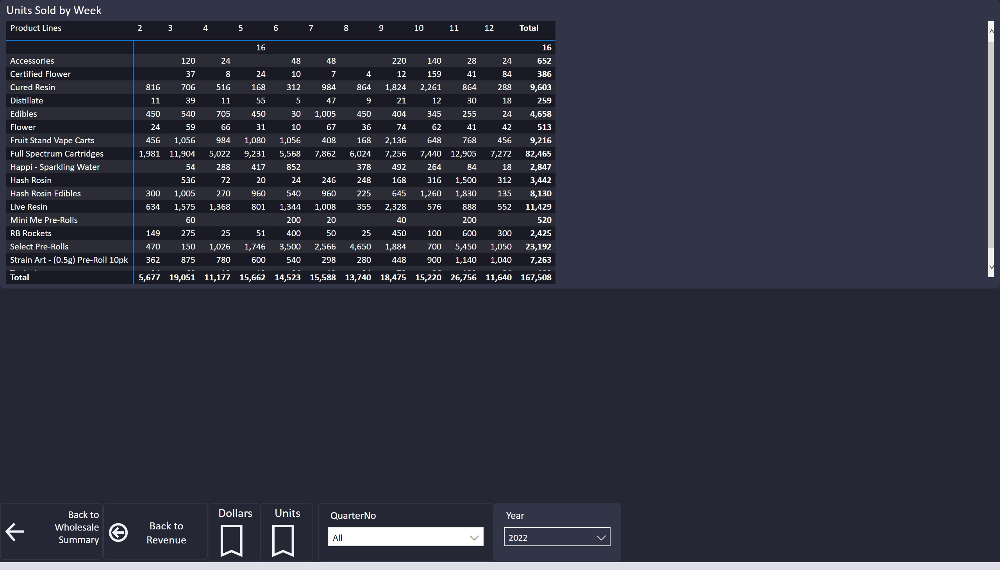 Units Sold by Week
Product Lines 2 3 4 5 6 7 8 9 10 11 12 Total
16 16
Accessories 120 24 48 48 220 140 28 24 652
Certified Flower 37 8 24 10 7 4 12 159 41 84 386
Cured Resin 816 706 516 168 312 984 864 1,824 2,261 864 288 9,603
Distillate 11 39 11 55 5 47 9 21 12 30 18 259
Edibles 450 540 705 450 30 1,005 450 404 345 255 24 4,658
Flower 24 59 66 31 10 67 36 74 62 41 42 513
Fruit Stand Vape Carts 456 1,056 984 1,080 1,056 408 168 2,136 648 768 456 9,216
Full Spectrum Cartridges 1,981 11,904 5,022 9,231 5,568 7,862 6,024 7,256 7,440 12,905 7,272 82,465
Happi - Sparkling Water 54 288 417 852 378 492 264 84 18 2,847
Hash Rosin 536 72 20 24 246 248 168 316 1,500 312 3,442
Hash Rosin Edibles 300 1,005 270 960 540 960 225 645 1,260 1,830 135 8,130
Live Resin 634 1,575 1,368 801 1,344 1,008 355 2,328 576 888 552 11,429
Mini Me Pre-Rolls 60 200 20 40 200 520
RB Rockets 149 275 25 51 400 50 25 450 100 600 300 2,425
Select Pre-Rolls 470 150 1,026 1,746 3,500 2,566 4,650 1,884 700 5,450 1,050 23,192
Strain Art - (0.5g) Pre-Roll 10pk 362 875 780 600 540 298 280 448 900 1,140 1,040 7,263
Total 5,677 19,051 11,177 15,662 14,523 15,588 13,740 18,475 15,220 26,756 11,640 167,508
Back to
Wholesale
Summary
Back to
Revenue
Dollars
Units
QuarterNo
All
Year
2022